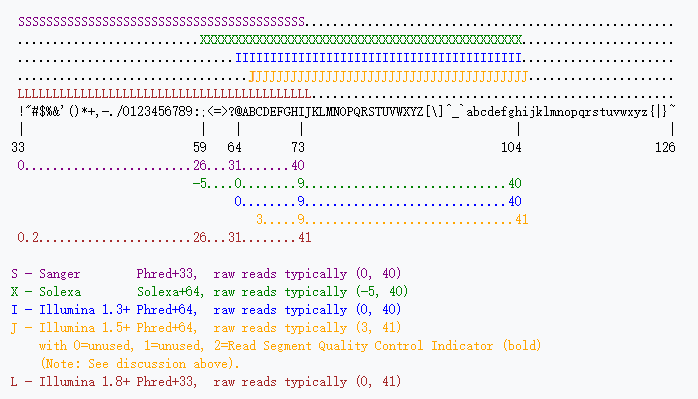 SSSSSSSSSSSSSSSSSSSSSSSSSSSSSSSSSSSSSSSSS.....................................................
..........................XXXXXXXXXXXXXXXXXXXXXXXXXXXXXXXXXXXXXXXXXXXXXX......................
...............................IIIIIIIIIIIIIIIIIIIIIIIIIIIIIIIIIIIIIIIII......................
.................................JJJJJJJJJJJJJJJJJJJJJJJJJJJJJJJJJJJJJJJJ.....................
LLLLLLLLLLLLLLLLLLLLLLLLLLLLLLLLLLLLLLLLLL....................................................
!"#$%&'()*+,-./0123456789:;<=>?@ABCDEFGHIJKLMNOPQRSTUVWXYZ[\]^_`abcdefghijklmnopqrstuvwxyz{|}~
| | | | | |
33 59 64 73 104 126
0........................26...31.......40
-5....0........9.............................40
0........9.............................40
3.....9..............................41
0.2......................26...31........41
S - Sanger Phred+33, raw reads typically (0, 40)
X - Solexa Solexa+64, raw reads typically (-5, 40)
I - Illumina 1.3+ Phred+64, raw reads typically (0, 40)
J - Illumina 1.5+ Phred+64, raw reads typically (3, 41)
with 0=unused, 1=unused, 2=Read Segment Quality Control Indicator (bold)
(Note: See discussion above).
L - Illumina 1.8+ Phred+33, raw reads typically (0, 41)